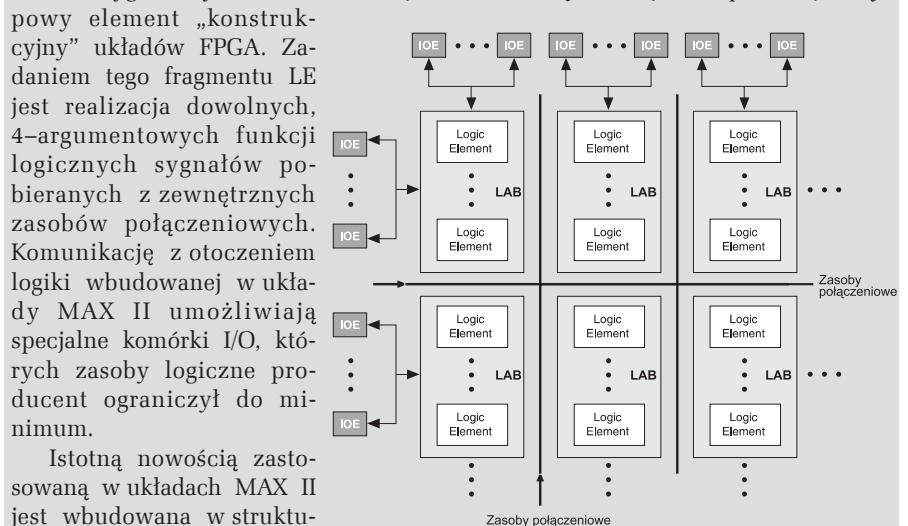 powy element „konstruk-
cyjny” układów FPGA. Za-
daniem tego fragmentu LE
jest realizacja dowolnych,
4–argumentowych funkcji
logicznych sygnałów po-
bieranych z zewnętrznych
zasobów połączeniowych.
Komunikację z otoczeniem
logiki wbudowanej w ukła-
dy MAX II umożliwiają
specjalne komórki I/O, któ-
rych zasoby logiczne pro-
ducent ograniczył do mi-
nimum.
Istotną nowością zasto-
sowaną w układach MAX II
jest wbudowana w struktu-
IOE IOE IOE IOE IOE IOE
Logic Element Logic Element Logic Element
IOE
LAB LAB LAB
IOE
Logic Element Logic Element Logic Element
Zasoby
połączeniowe
IOE
Logic Element Logic Element Logic Element
LAB LAB LAB
IOE
Logic Element Logic Element Logic Element
Zasoby połączeniowe